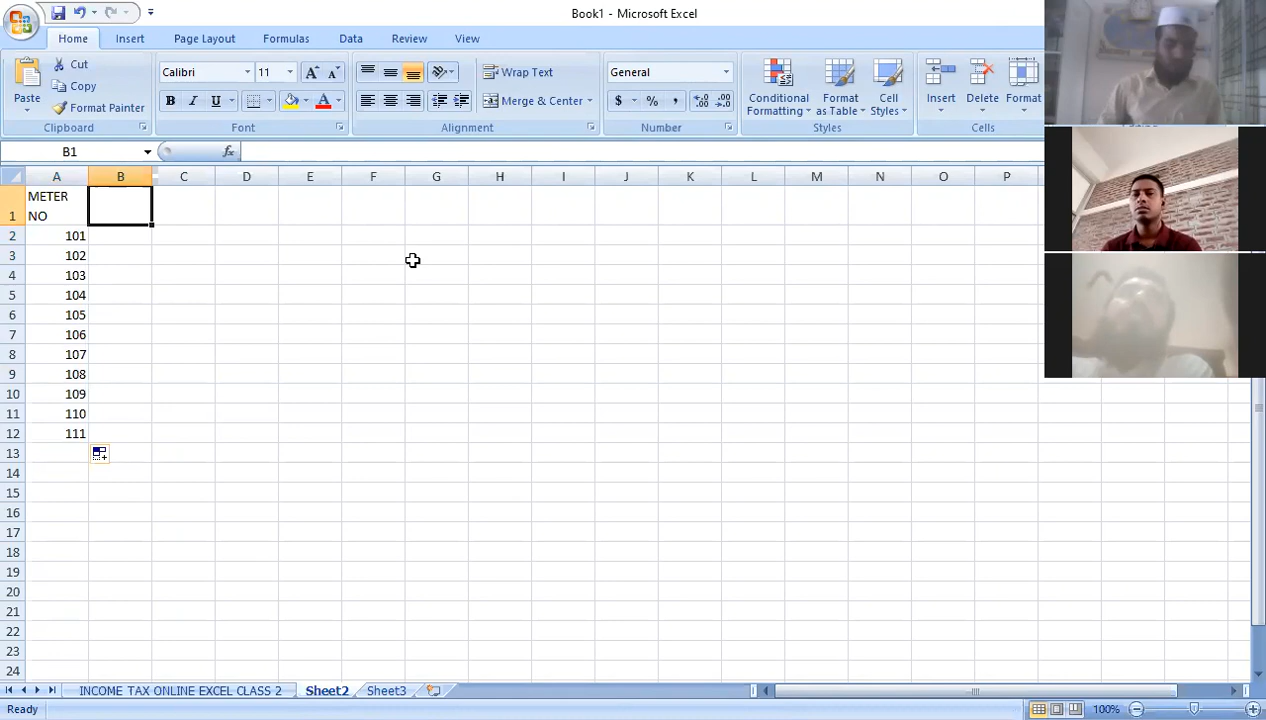 Book1 - Microsoft Excel
Home Insert Page Layout Formulas Data Review View
Paste
Cut
Copy
Format Painter
Clipboard
Calibri 11 A A
B I U A
Font
Wrap Text
Merge & Center
Alignment
General
$ % ,
Number
Conditional Formatting
Format as Table
Cell Styles
Styles
Insert Delete Format
Cells
B1 fx
A B C D E F G H I J K L M N O P
1 METER NO
2 101
3 102
4 103
5 104
6 105
7 106
8 107
9 108
10 109
11 110
12 111
13
14
15
16
17
18
19
20
21
22
23
24
INCOME TAX ONLINE EXCEL CLASS 2 Sheet2 Sheet3
Ready 100%